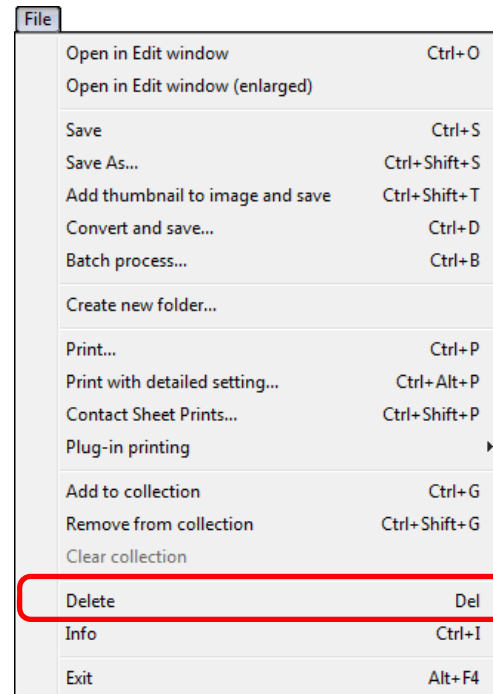 File
Open in Edit window Ctrl+O
Open in Edit window (enlarged)
Save Ctrl+S
Save As... Ctrl+Shift+S
Add thumbnail to image and save Ctrl+Shift+T
Convert and save... Ctrl+D
Batch process... Ctrl+B
Create new folder...
Print... Ctrl+P
Print with detailed setting... Ctrl+Alt+P
Contact Sheet Prints... Ctrl+Shift+P
Plug-in printing
Add to collection Ctrl+G
Remove from collection Ctrl+Shift+G
Clear collection
Delete Del
Info Ctrl+I
Exit Alt+F4